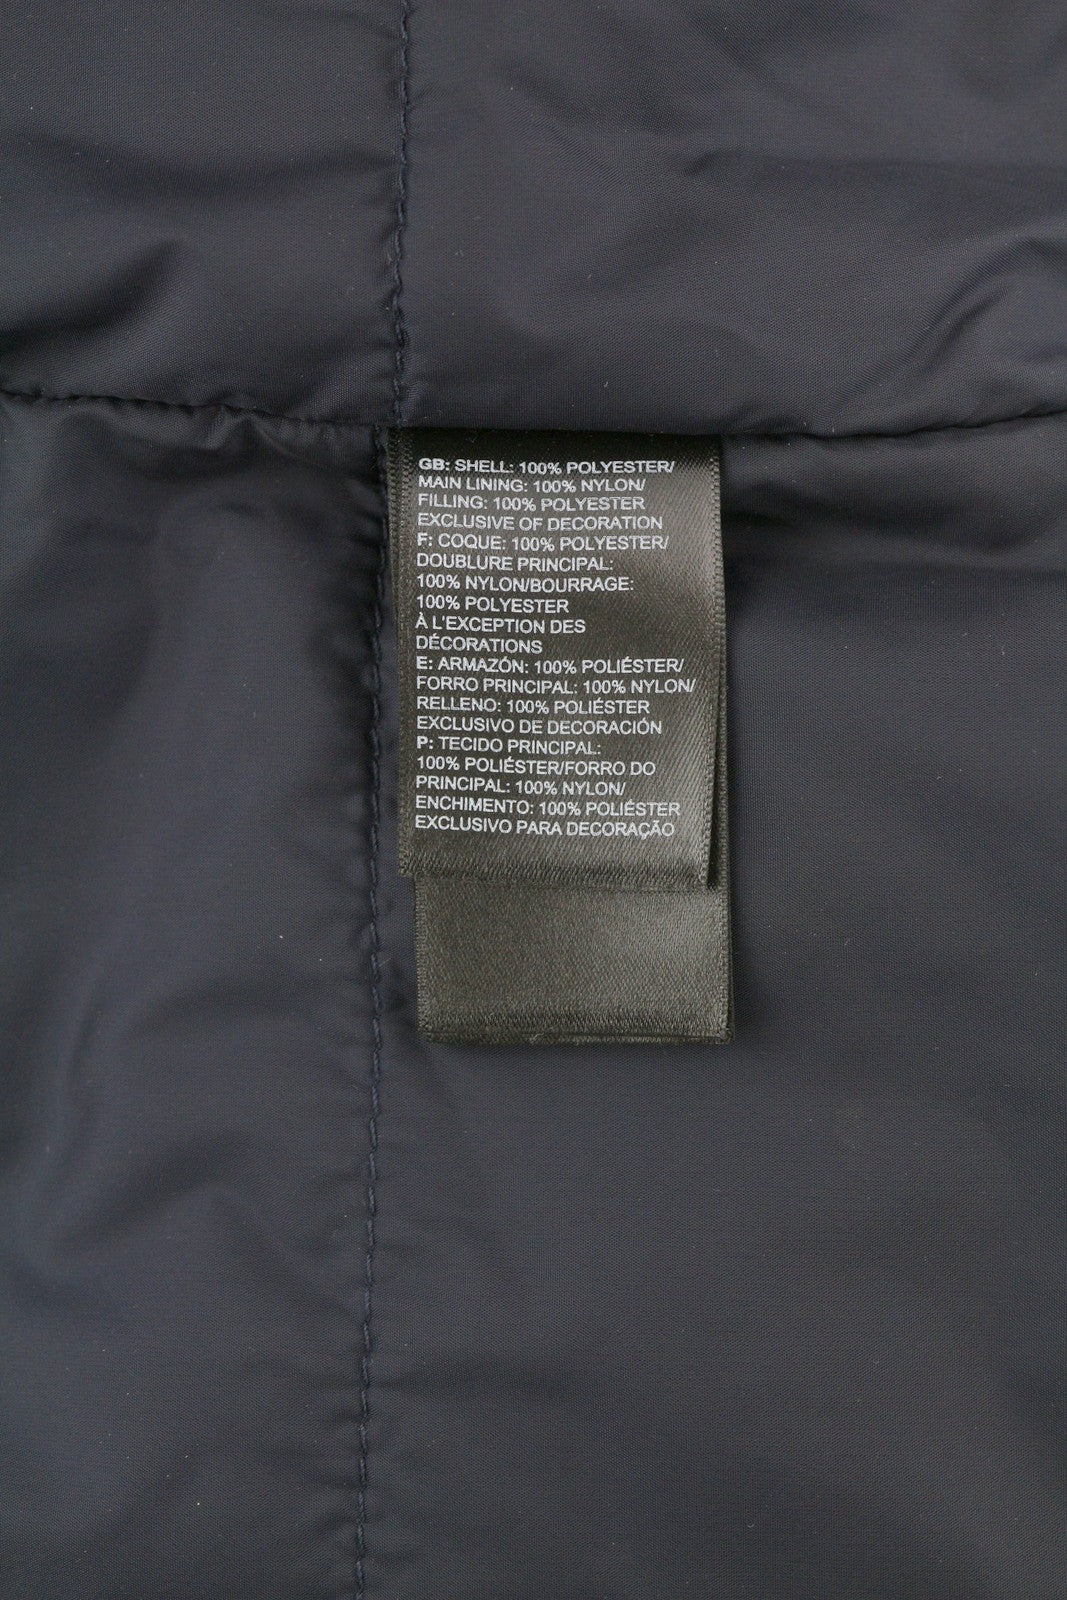 GB: SHELL: 100% POLYESTER/
MAIN LINING: 100% NYLON/
FILLING: 100% POLYESTER
EXCLUSIVE OF DECORATION
F: COQUE: 100% POLYESTER/
DOUBLURE PRINCIPAL:
100% NYLON/BOURRAGE:
100% POLYESTER
À L'EXCEPTION DES
DÉCORATIONS
E: ARMAZÓN: 100% POLIÉSTER/
FORRO PRINCIPAL: 100% NYLON/
RELLENO: 100% POLIÉSTER
EXCLUSIVO DE DECORACIÓN
P: TECIDO PRINCIPAL:
100% POLIÉSTER/FORRO DO
PRINCIPAL: 100% NYLON/
ENCHIMENTO: 100% POLIÉSTER
EXCLUSIVO PARA DECORAÇÃO